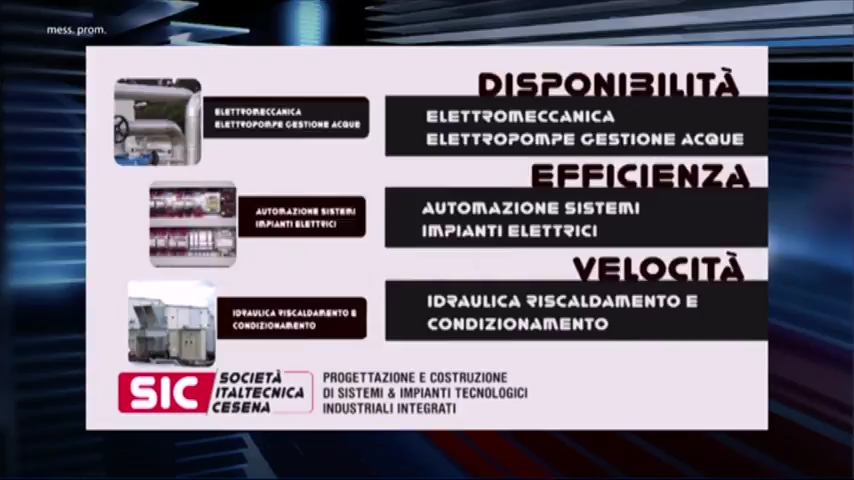 mess. prom.
DISPONIBILITÀ
ELETTROMECCANICA
ELETTROPOMPE GESTIONE ACQUE
ELETTROMECCANICA
ELETTROPOMPE GESTIONE ACQUE
EFFICIENZA
AUTOMAZIONE SISTEMI
IMPIANTI ELETTRICI
AUTOMAZIONE SISTEMI
IMPIANTI ELETTRICI
VELOCITÀ
IDRAULICA RISCALDAMENTO E
CONDIZIONAMENTO
IDRAULICA RISCALDAMENTO E
CONDIZIONAMENTO
SIC
SOCIETÀ
ITALTECNICA
CESENA
PROGETTAZIONE E COSTRUZIONE
DI SISTEMI & IMPIANTI TECNOLOGICI
INDUSTRIALI INTEGRATI